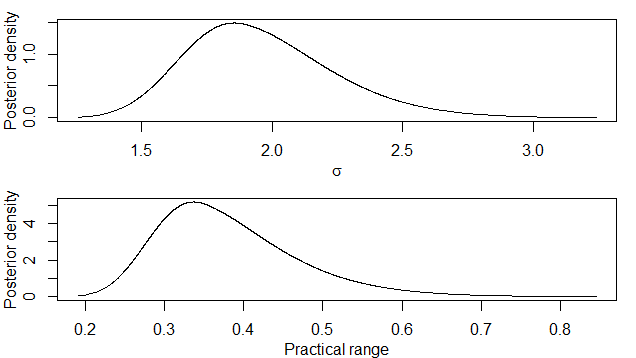 Posterior density
0.0 1.0
1.5 2.0 2.5 3.0
σ
Posterior density
0 2 4
0.2 0.3 0.4 0.5 0.6 0.7 0.8
Practical range